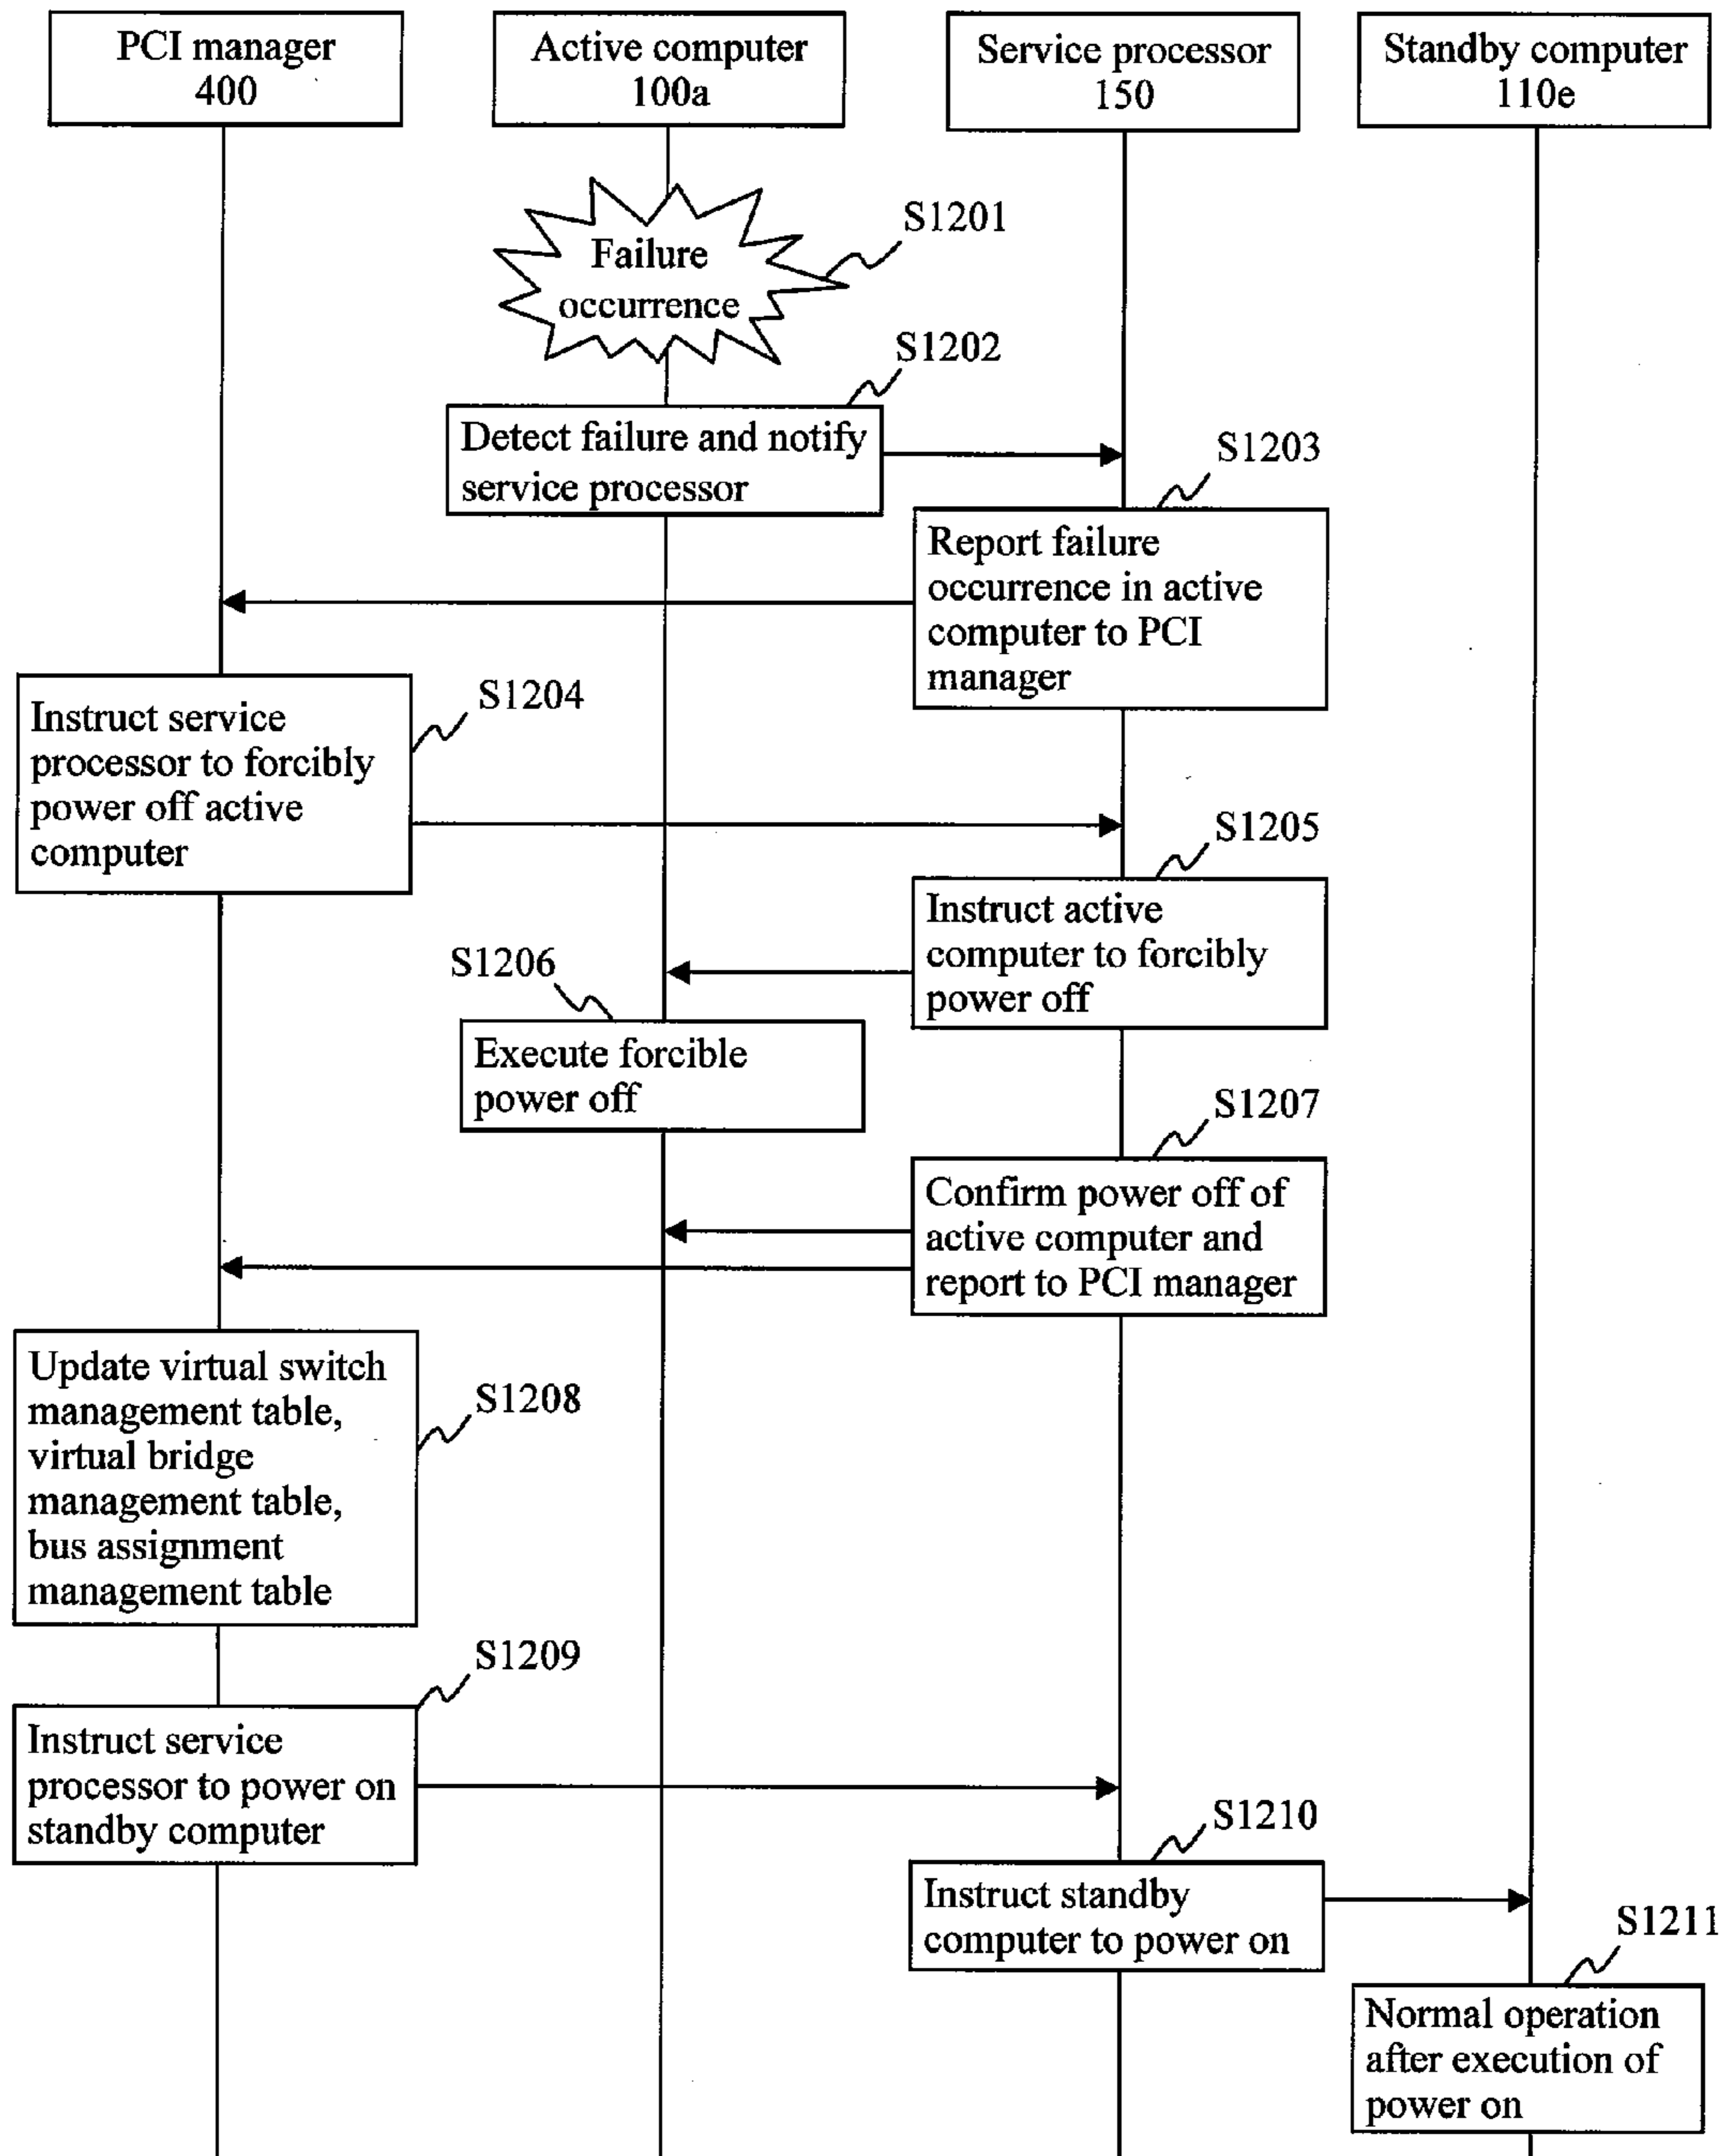 PCI manager
400
Active computer
100a
Service processor
150
Standby computer
110e
Failure
occurrence
S1201
S1202
Detect failure and notify
service processor
S1203
Report failure
occurrence in active
computer to PCI
manager
S1204
Instruct service
processor to forcibly
power off active
computer
S1205
Instruct active
computer to forcibly
power off
S1206
Execute forcible
power off
S1207
Confirm power off of
active computer and
report to PCI manager
S1208
Update virtual switch
management table,
virtual bridge
management table,
bus assignment
management table
S1209
Instruct service
processor to power on
standby computer
S1210
Instruct standby
computer to power on
S1211
Normal operation
after execution of
power on